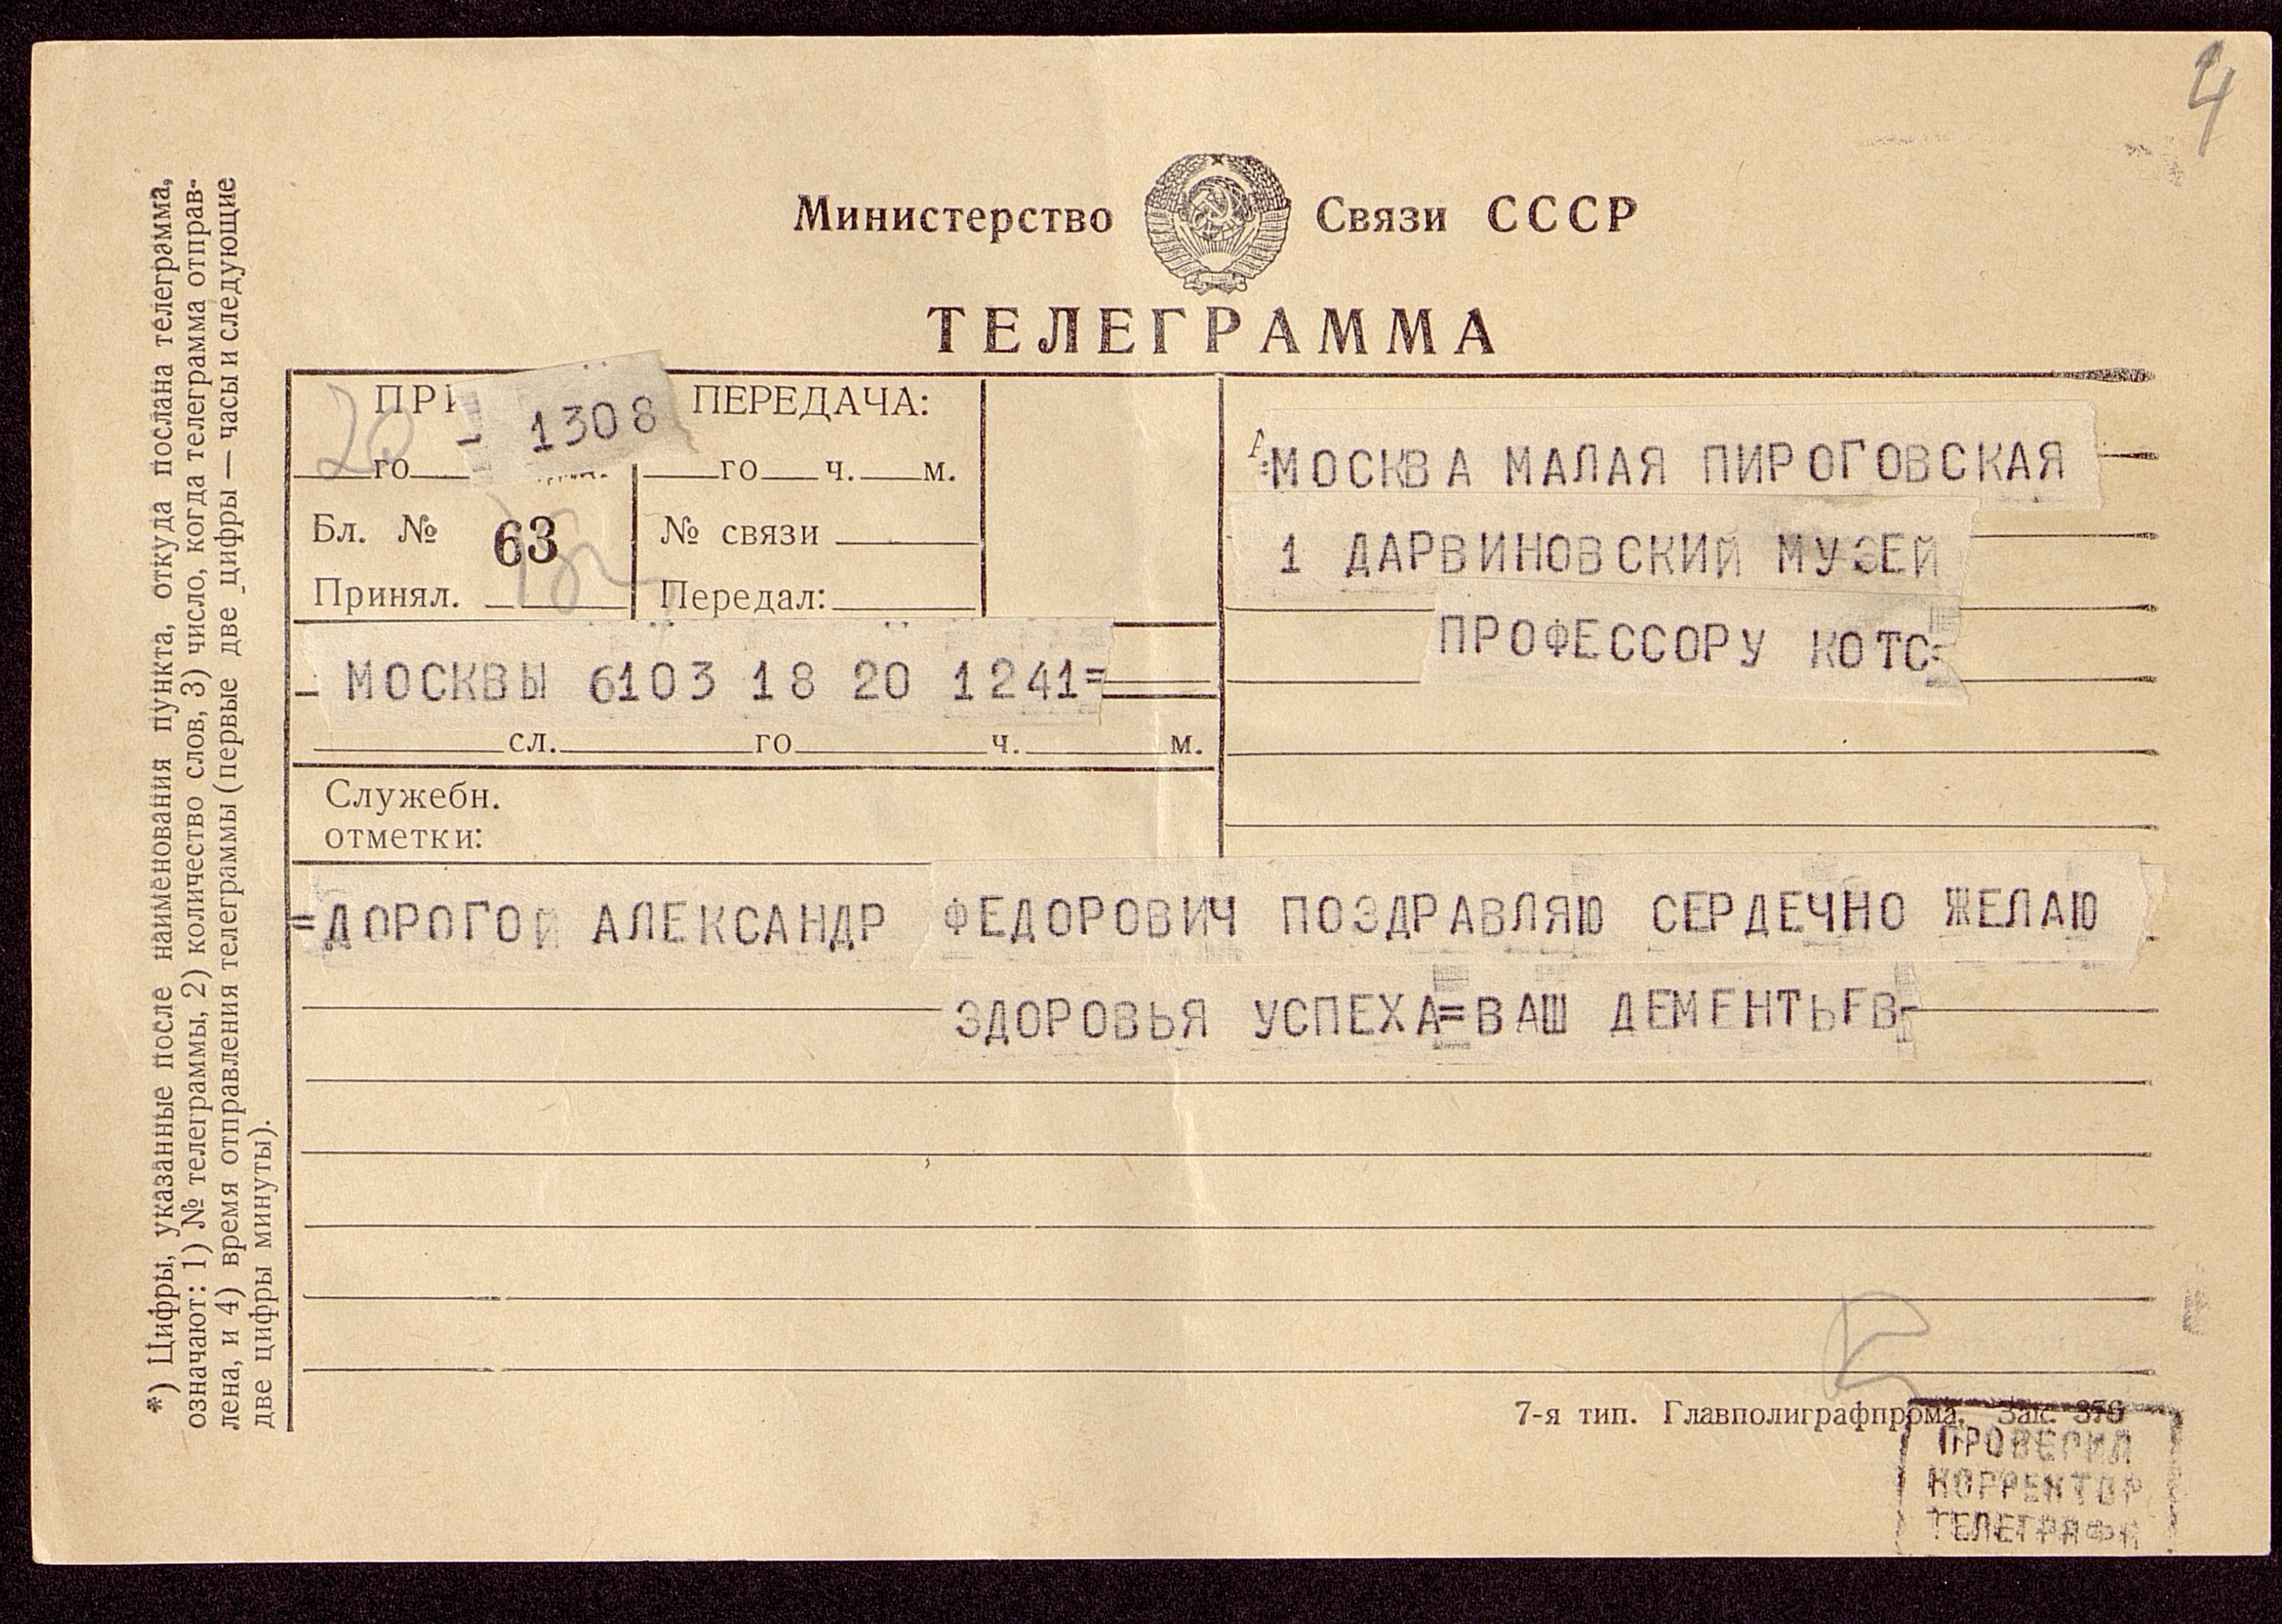 4
Министерство Связи СССР
ТЕЛЕГРАММА
*) Цифры, указанные после наименования пункта, откуда послана телеграмма,
означают: 1) № телеграммы, 2) количество слов, 3) число, когда телеграмма отправ-
лена, и 4) время отправления телеграммы (первые две цифры — часы и следующие
две цифры минуты).
20
- 1308
го
ПЕРЕДАЧА:
го ч. м.
Бл. № 63
№ связи
Принял.
Передал:
МОСКВЫ 6103 18 20 1241=
сл. го ч. м.
Служебн.
отметки:
=МОСКВА МАЛАЯ ПИРОГОВСКАЯ
1 ДАРВИНОВСКИЙ МУЗЕЙ
ПРОФЕССОРУ КОТС=
=ДОРОГОЙ АЛЕКСАНДР ФЕДОРОВИЧ ПОЗДРАВЛЯЮ СЕРДЕЧНО ЖЕЛАЮ
ЗДОРОВЬЯ УСПЕХА=ВАШ ДЕМЕНТЬЕВ-
7-я тип. Главполиграфпрома. Зак. 376
ПРОВЕРИЛ
КОРРЕКТОР
ТЕЛЕГРАФА